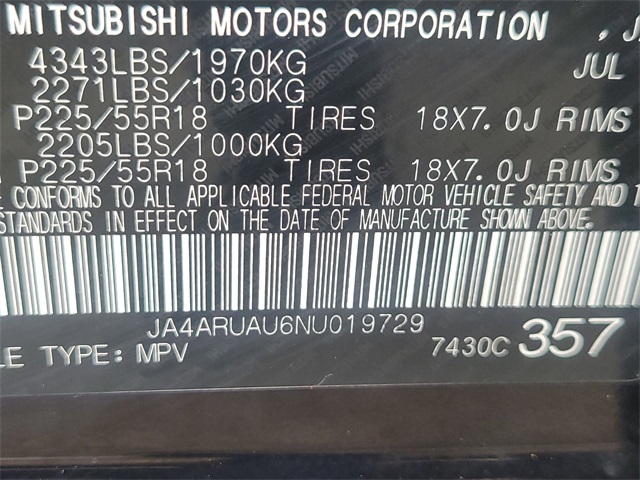 MITSUBISHI MOTORS CORPORATION , J
4343LBS/1970KG JUL
2271LBS/1030KG
P225/55R18 TIRES 18X7.0J RIMS
2205LBS/1000KG
P225/55R18 TIRES 18X7.0J RIMS
E CONFORMS TO ALL APPLICABLE FEDERAL MOTOR VEHICLE SAFETY AND
STANDARDS IN EFFECT ON THE DATE OF MANUFACTURE SHOWN ABOVE.
JA4ARUAU6NU019729
LE TYPE: MPV 7430C 357